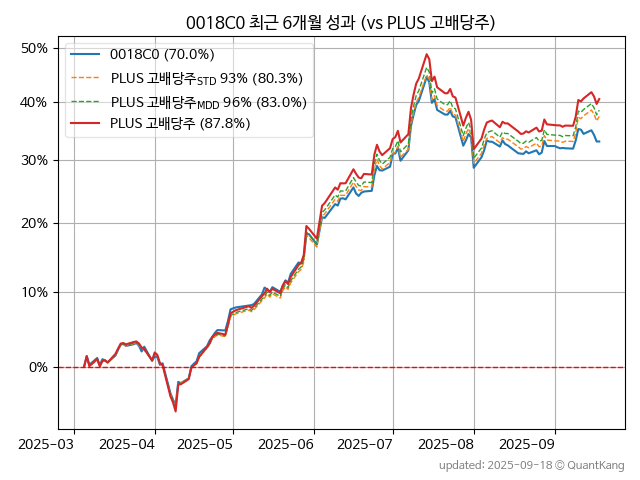 0018C0 최근 6개월 성과 (vs PLUS 고배당주)
50%
40%
30%
20%
10%
0%
0018C0 (70.0%)
PLUS 고배당주STD 93% (80.3%)
PLUS 고배당주MDD 96% (83.0%)
PLUS 고배당주 (87.8%)
2025-03 2025-04 2025-05 2025-06 2025-07 2025-08 2025-09
updated: 2025-09-18 © QuantKang